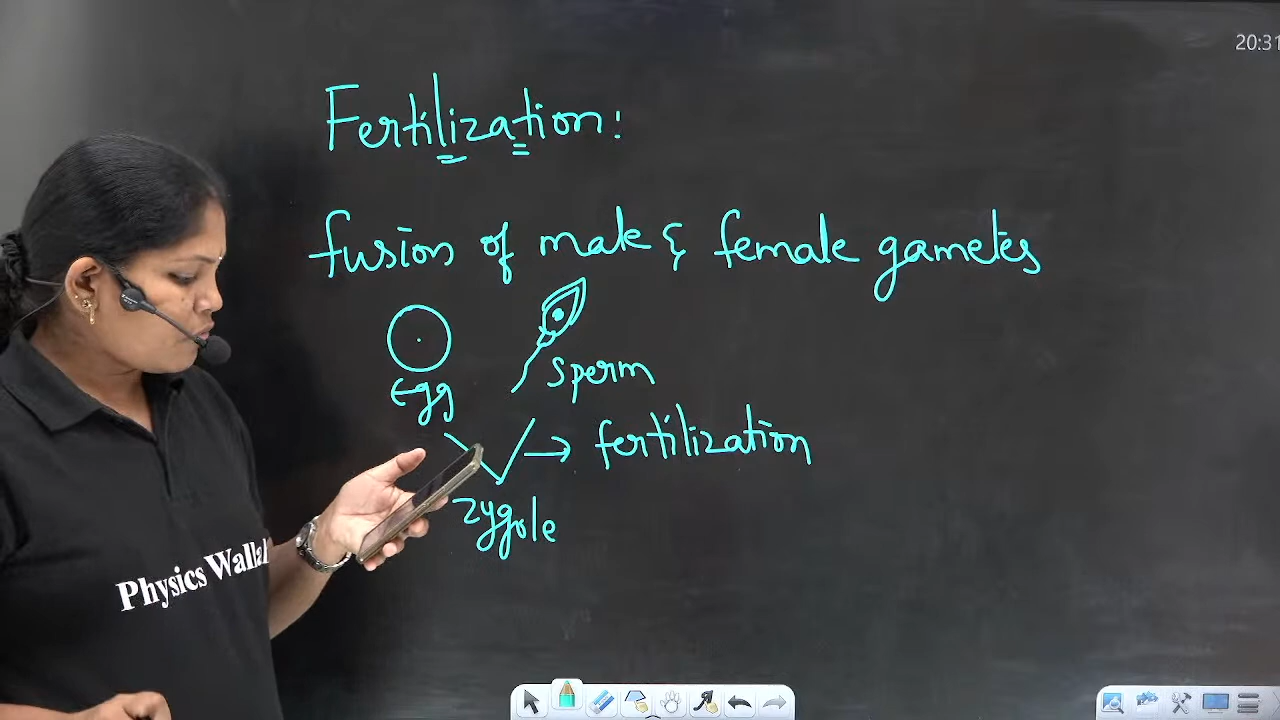 20:31
Fertilization:
fusion of male & female gametes
Egg
sperm
→ fertilization
zygote
Physics Wallah